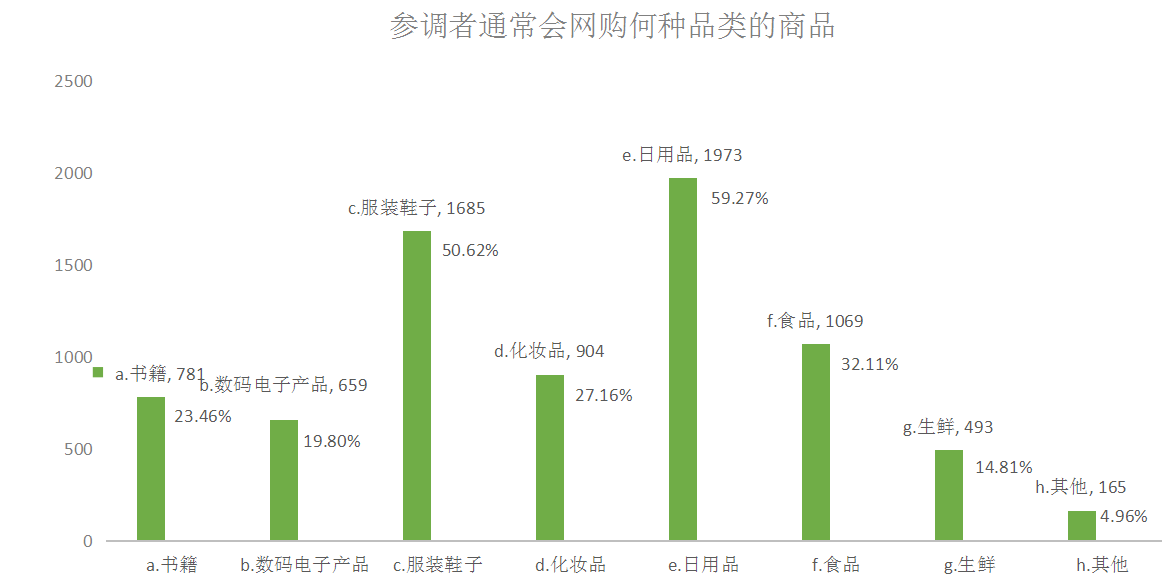 参调者通常会网购何种品类的商品
2500
2000
1500
1000
500
0
a.书籍, 781
23.46%
b.数码电子产品, 659
19.80%
c.服装鞋子, 1685
50.62%
d.化妆品, 904
27.16%
e.日用品, 1973
59.27%
f.食品, 1069
32.11%
g.生鲜, 493
14.81%
h.其他, 165
4.96%
a.书籍
b.数码电子产品
c.服装鞋子
d.化妆品
e.日用品
f.食品
g.生鲜
h.其他